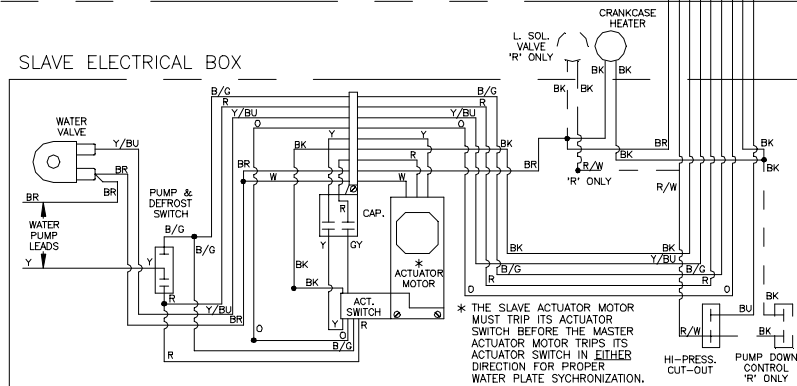 CRANKCASE
HEATER
L. SOL.
VALVE
'R' ONLY
SLAVE ELECTRICAL BOX
BK
BK
BK
BK
B/G
B/G
R
R
WATER
VALVE
Y/BU
Y/BU
Y/BU
O
O
Y
Y
BR
BK
BK
BR
BK
R
BR
BR
BR
R/W
BK
W
W
'R' ONLY
R/W
BR
BR
PUMP &
DEFROST
SWITCH
R
CAP.
WATER
PUMP
LEADS
B/G
B/G
Y
GY
BK
Y/BU
Y
Y
BK
*
ACTUATOR
MOTOR
B/G
R
BK
O
R
ACT.
SWITCH
Y/BU
BR
O
Y
R
O
R
* THE SLAVE ACTUATOR MOTOR
MUST TRIP ITS ACTUATOR
SWITCH BEFORE THE MASTER
ACTUATOR MOTOR TRIPS ITS
ACTUATOR SWITCH IN EITHER
DIRECTION FOR PROPER
WATER PLATE SYCHRONIZATION.
BK
BU
R/W
BK
HI-PRESS.
CUT-OUT
PUMP DOWN
CONTROL
'R' ONLY